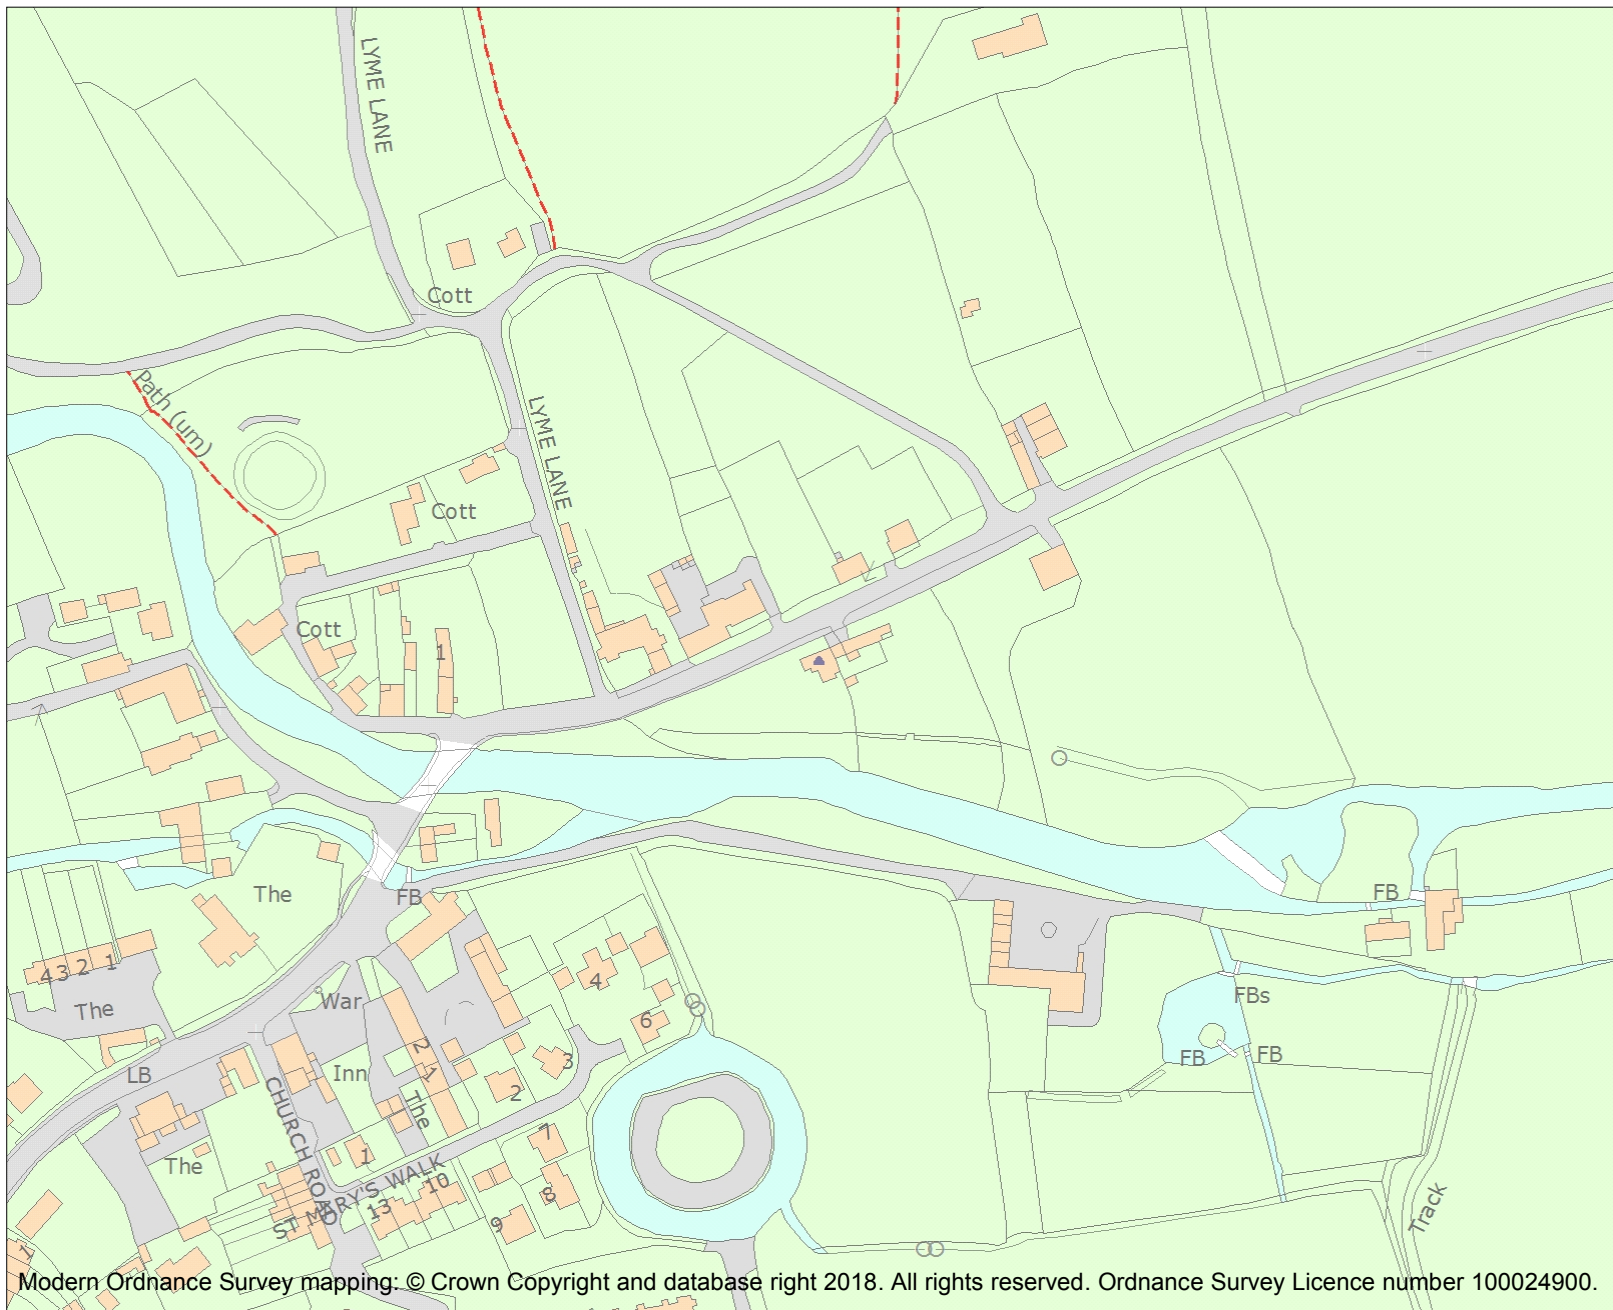 LYME LANE
Cott
Path (um)
LYME LANE
Cott
Cott
1
FB
The
FB
4 3 2 1
The
War
4
6
FBs
FB
FB
LB
Inn
2
1
The
3
2
CHURCH ROAD
The
1
ST MARY'S WALK
7
8
9
10
13
Track
1
Modern Ordnance Survey mapping: © Crown Copyright and database right 2018. All rights reserved. Ordnance Survey Licence number 100024900.